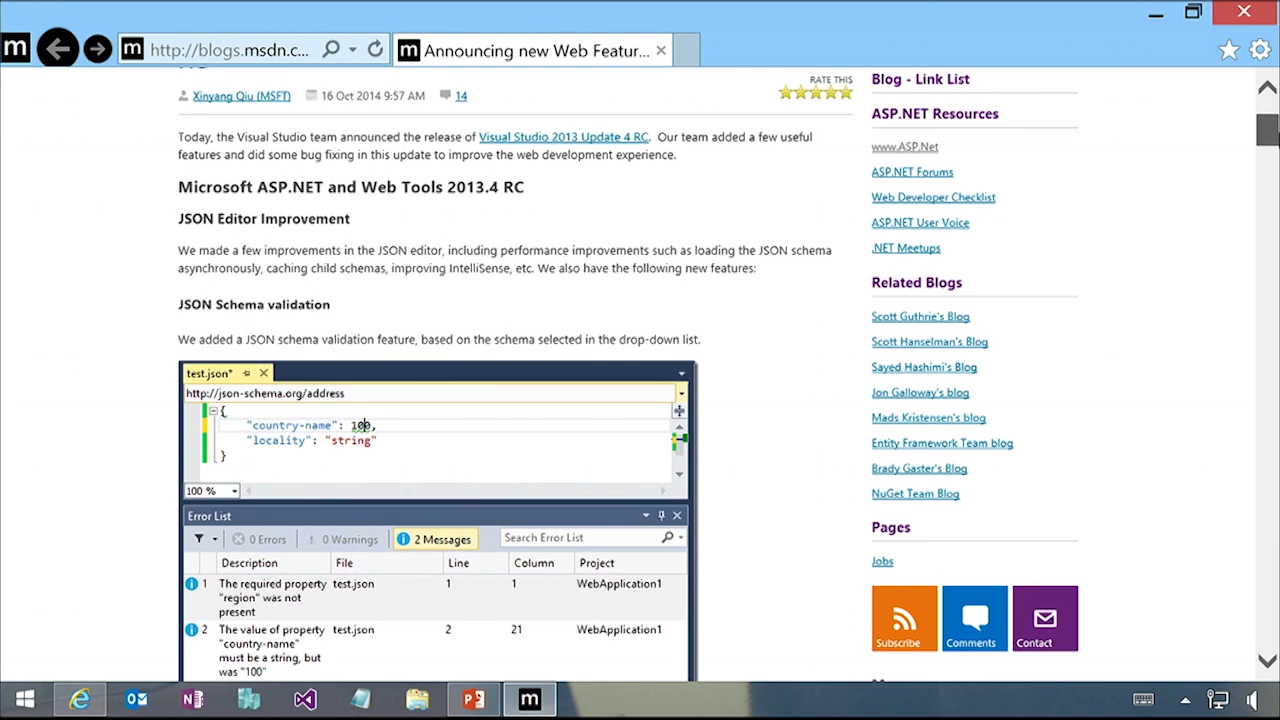 m
http://blogs.msdn.c...
m
Announcing new Web Featur...
RATE THIS
Xinyang Qiu (MSFT)
16 Oct 2014 9:57 AM
14
Today, the Visual Studio team announced the release of Visual Studio 2013 Update 4 RC. Our team added a few useful
features and did some bug fixing in this update to improve the web development experience.
Microsoft ASP.NET and Web Tools 2013.4 RC
JSON Editor Improvement
We made a few improvements in the JSON editor, including performance improvements such as loading the JSON schema
asynchronously, caching child schemas, improving IntelliSense, etc. We also have the following new features:
JSON Schema validation
We added a JSON schema validation feature, based on the schema selected in the drop-down list.
test.json*
http://json-schema.org/address
{
"country-name": 100,
"locality": "string"
}
100 %
Error List
0 Errors
0 Warnings
2 Messages
Search Error List
Description File Line Column Project
1 The required property "region" was not present test.json 1 1 WebApplication1
2 The value of property "country-name" must be a string, but was "100" test.json 2 21 WebApplication1
Blog - Link List
ASP.NET Resources
www.ASP.Net
ASP.NET Forums
Web Developer Checklist
ASP.NET User Voice
.NET Meetups
Related Blogs
Scott Guthrie's Blog
Scott Hanselman's Blog
Sayed Hashimi's Blog
Jon Galloway's blog
Mads Kristensen's blog
Entity Framework Team blog
Brady Gaster's Blog
NuGet Team Blog
Pages
Jobs
Subscribe
Comments
Contact
m